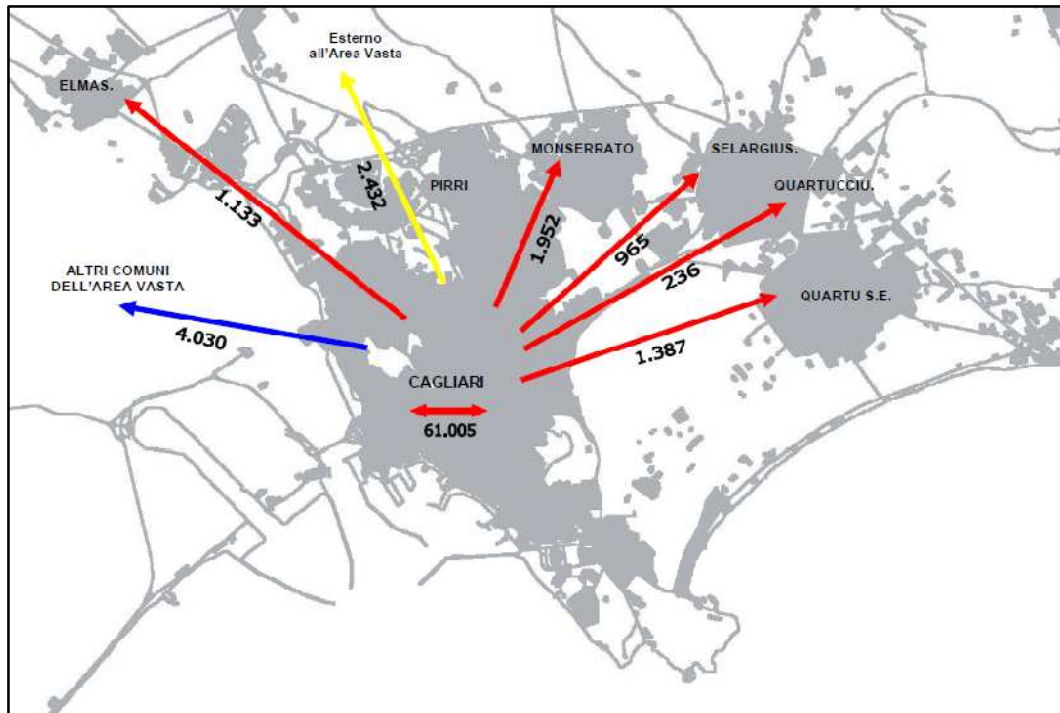 Esterno
all'Area Vasta
ELMAS.
MONSERRATO
SELARGIUS.
PIRRI
QUARTUCCIU.
2.432
1.133
1.952
965
236
ALTRI COMUNI
DELL'AREA VASTA
QUARTU S.E.
4.030
1.387
CAGLIARI
61.005